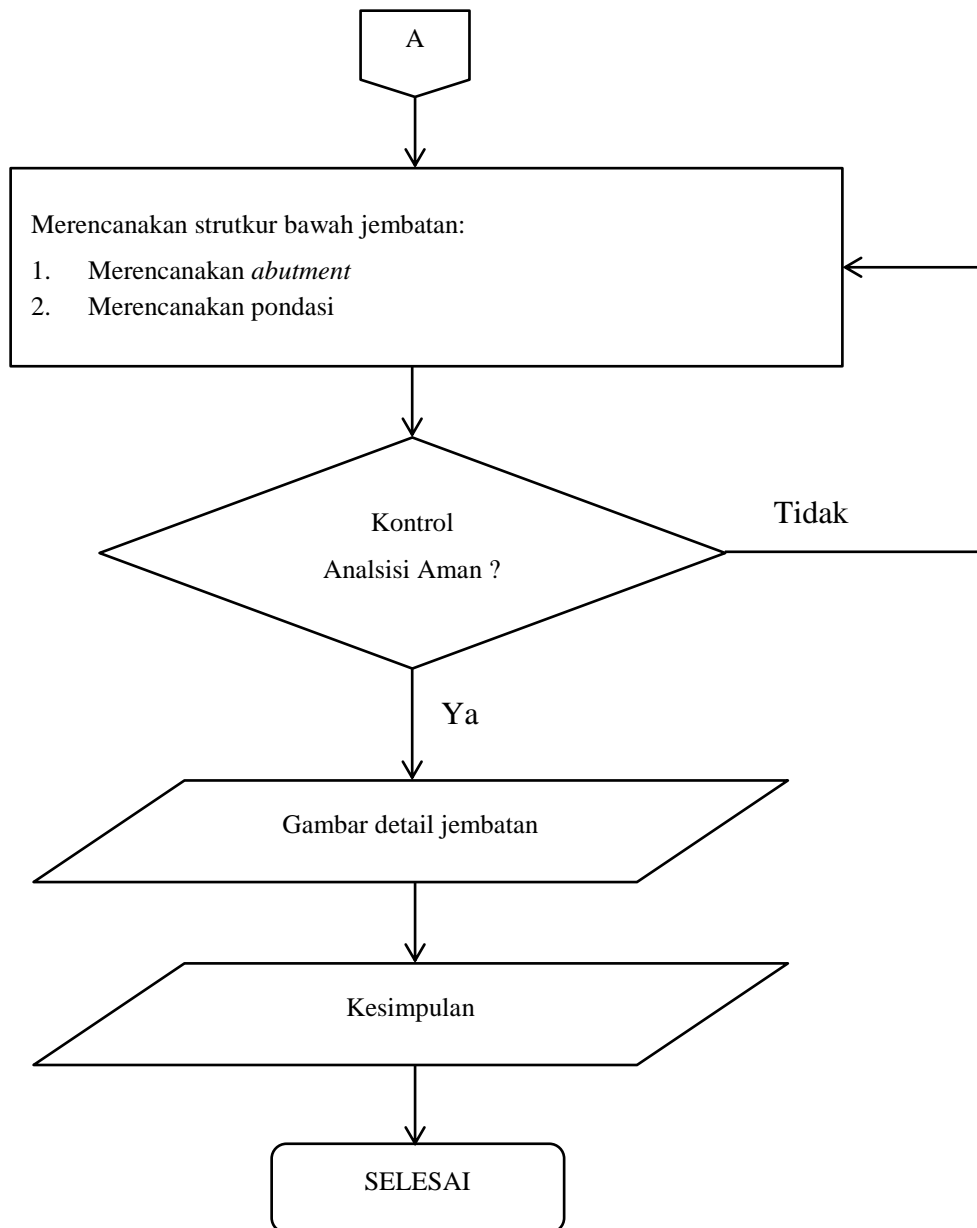 A
Merencanakan strutkur bawah jembatan:
1. Merencanakan abutment
2. Merencanakan pondasi
Kontrol
Analsisi Aman ?
Tidak
Ya
Gambar detail jembatan
Kesimpulan
SELESAI